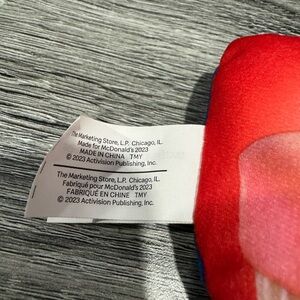 The Marketing Store, L.P. Chicago, IL.
Made for McDonald's 2023
MADE IN CHINA TMY
© 2023 Activision Publishing, Inc.
The Marketing Store, L.P. Chicago, IL.
Fabriqué pour McDonald's 2023
FABRIQUÉ EN CHINE TMY
© 2023 Activision Publishing, Inc.